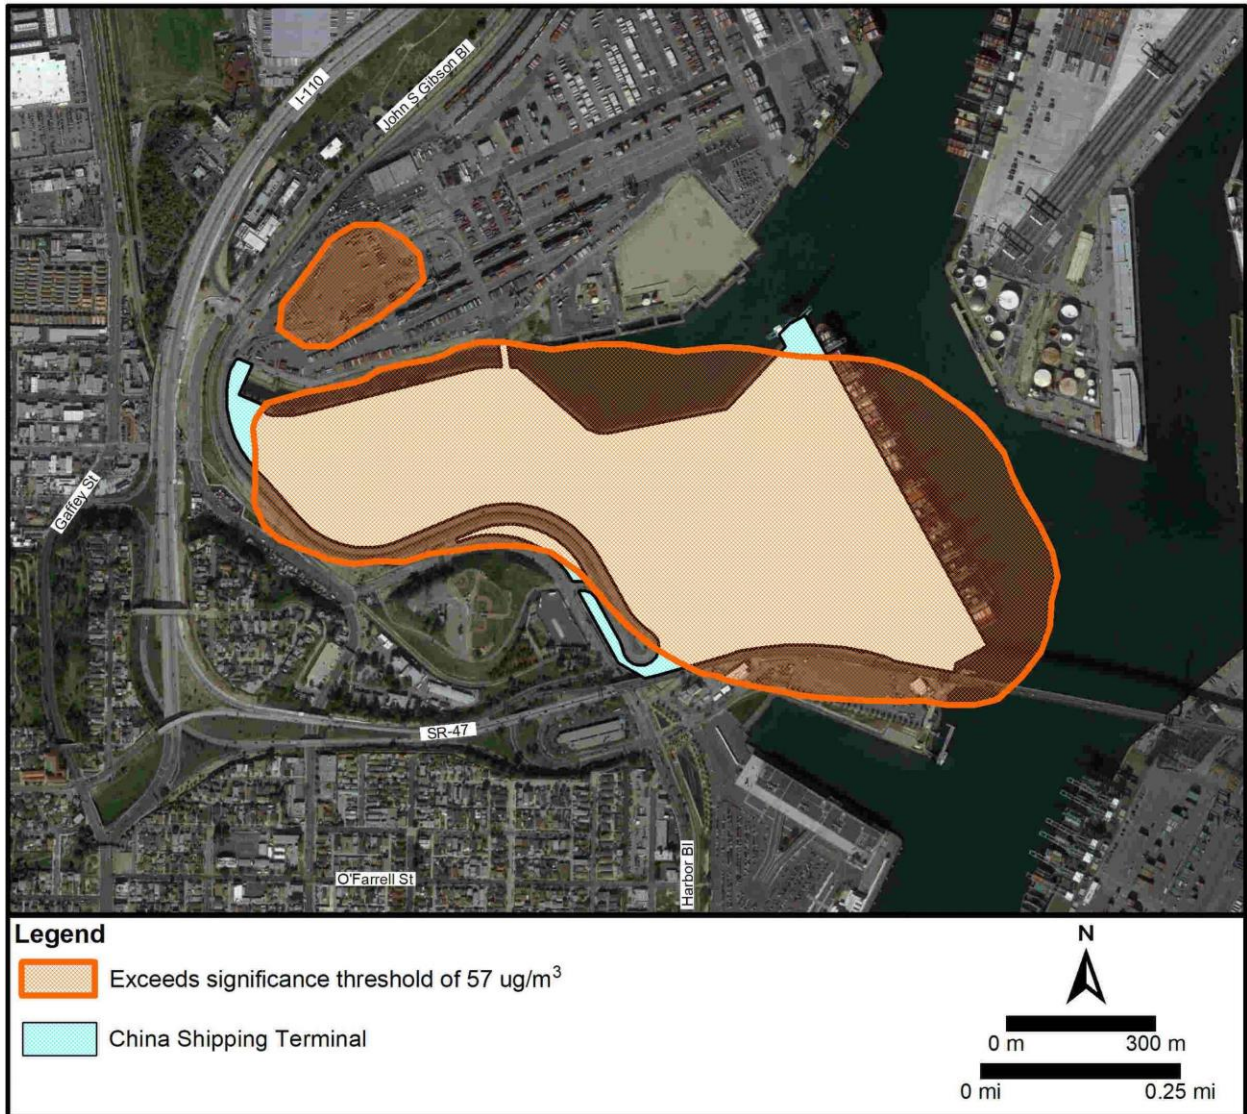 I-110
John S Gibson Bl
Gaffey St
SR-47
O'Farrell St
Harbor Bl
Legend
Exceeds significance threshold of 57 ug/m³
China Shipping Terminal
N
0 m 300 m
0 mi 0.25 mi